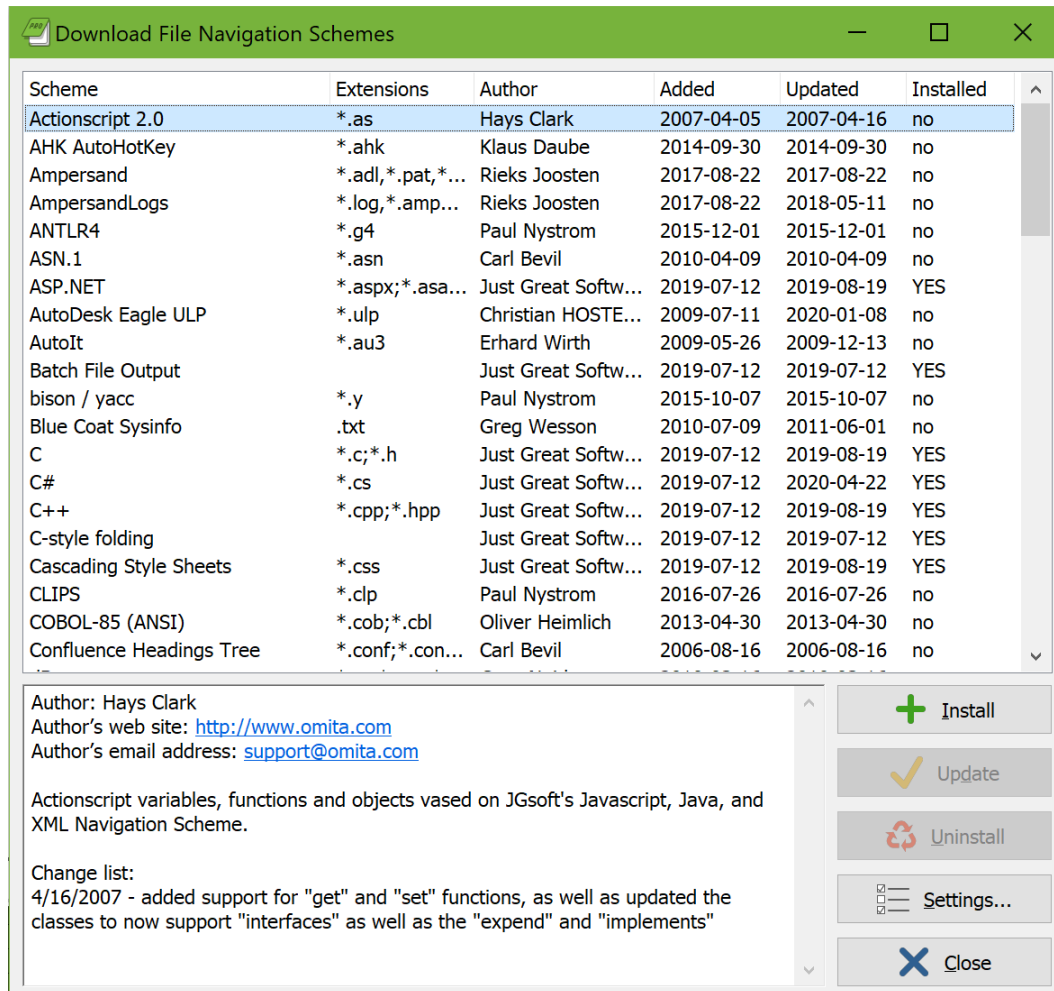 PRO
Download File Navigation Schemes
Scheme Extensions Author Added Updated Installed
Actionscript 2.0 *.as Hays Clark 2007-04-05 2007-04-16 no
AHK AutoHotKey *.ahk Klaus Daube 2014-09-30 2014-09-30 no
Ampersand *.adl,*.pat,*... Rieks Joosten 2017-08-22 2017-08-22 no
AmpersandLogs *.log,*.amp... Rieks Joosten 2017-08-22 2018-05-11 no
ANTLR4 *.g4 Paul Nystrom 2015-12-01 2015-12-01 no
ASN.1 *.asn Carl Bevil 2010-04-09 2010-04-09 no
ASP.NET *.aspx;*.asa... Just Great Softw... 2019-07-12 2019-08-19 YES
AutoDesk Eagle ULP *.ulp Christian HOSTE... 2009-07-11 2020-01-08 no
AutoIt *.au3 Erhard Wirth 2009-05-26 2009-12-13 no
Batch File Output Just Great Softw... 2019-07-12 2019-07-12 YES
bison / yacc *.y Paul Nystrom 2015-10-07 2015-10-07 no
Blue Coat Sysinfo .txt Greg Wesson 2010-07-09 2011-06-01 no
C *.c;*.h Just Great Softw... 2019-07-12 2019-08-19 YES
C# *.cs Just Great Softw... 2019-07-12 2020-04-22 YES
C++ *.cpp;*.hpp Just Great Softw... 2019-07-12 2019-08-19 YES
C-style folding Just Great Softw... 2019-07-12 2019-07-12 YES
Cascading Style Sheets *.css Just Great Softw... 2019-07-12 2019-08-19 YES
CLIPS *.clp Paul Nystrom 2016-07-26 2016-07-26 no
COBOL-85 (ANSI) *.cob;*.cbl Oliver Heimlich 2013-04-30 2013-04-30 no
Confluence Headings Tree *.conf;*.con... Carl Bevil 2006-08-16 2006-08-16 no
Author: Hays Clark
Author’s web site: http://www.omita.com
Author’s email address: support@omita.com
Actionscript variables, functions and objects vased on JGsoft's Javascript, Java, and
XML Navigation Scheme.
Change list:
4/16/2007 - added support for "get" and "set" functions, as well as updated the
classes to now support "interfaces" as well as the "expend" and "implements"
Install
Update
Uninstall
Settings...
Close